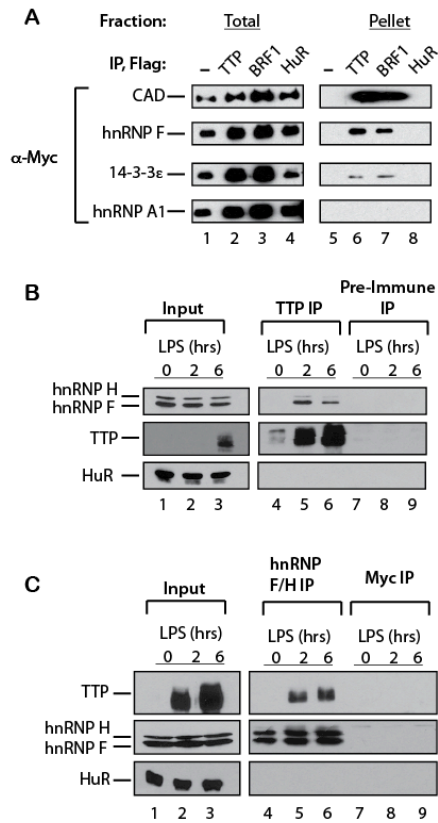 A
Fraction: Total Pellet
IP, Flag: – TTP BRF1 HuR – TTP BRF1 HuR
α-Myc
CAD
hnRNP F
14-3-3ε
hnRNP A1
1 2 3 4 5 6 7 8
B
Input TTP IP Pre-Immune IP
LPS (hrs) LPS (hrs) LPS (hrs)
0 2 6 0 2 6 0 2 6
hnRNP H
hnRNP F
TTP
HuR
1 2 3 4 5 6 7 8 9
C
Input hnRNP F/H IP Myc IP
LPS (hrs) LPS (hrs) LPS (hrs)
0 2 6 0 2 6 0 2 6
TTP
hnRNP H
hnRNP F
HuR
1 2 3 4 5 6 7 8 9